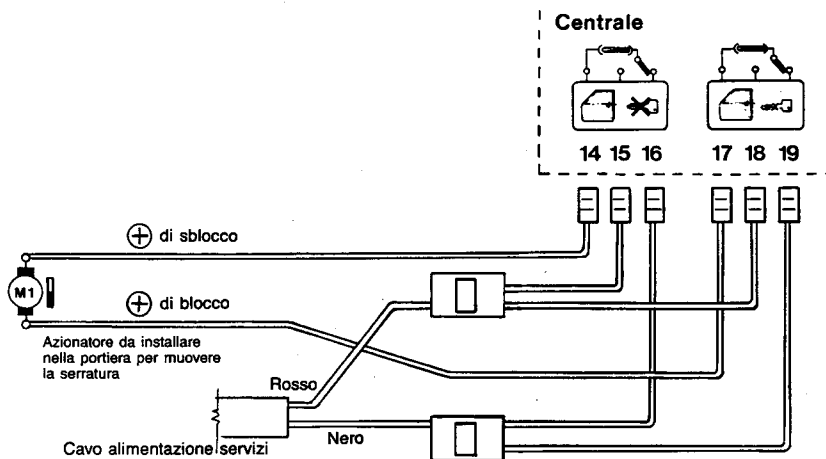 Centrale
14 15 16 17 18 19
+ di sblocco
M1
+ di blocco
Azionatore da installare
nella portiera per muovere
la serratura
Rosso
Nero
Cavo alimentazione servizi